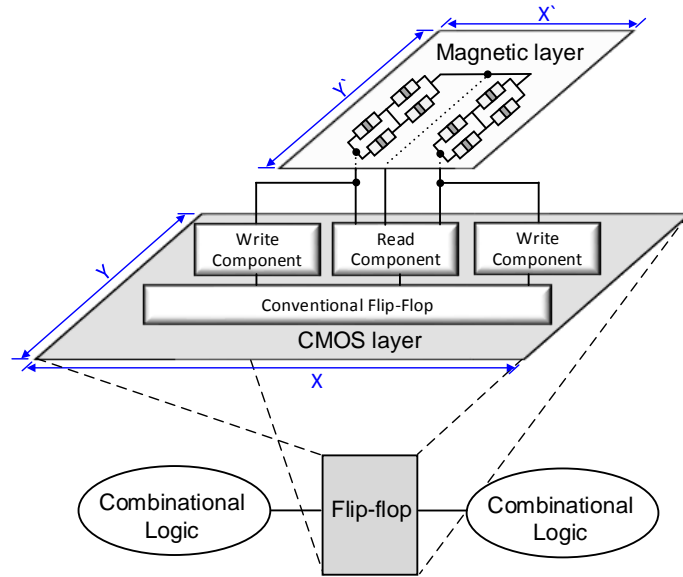 X`
Magnetic layer
Y`
Write
Component
Read
Component
Write
Component
Y
Conventional Flip-Flop
CMOS layer
X
Combinational
Logic
Flip-flop
Combinational
Logic